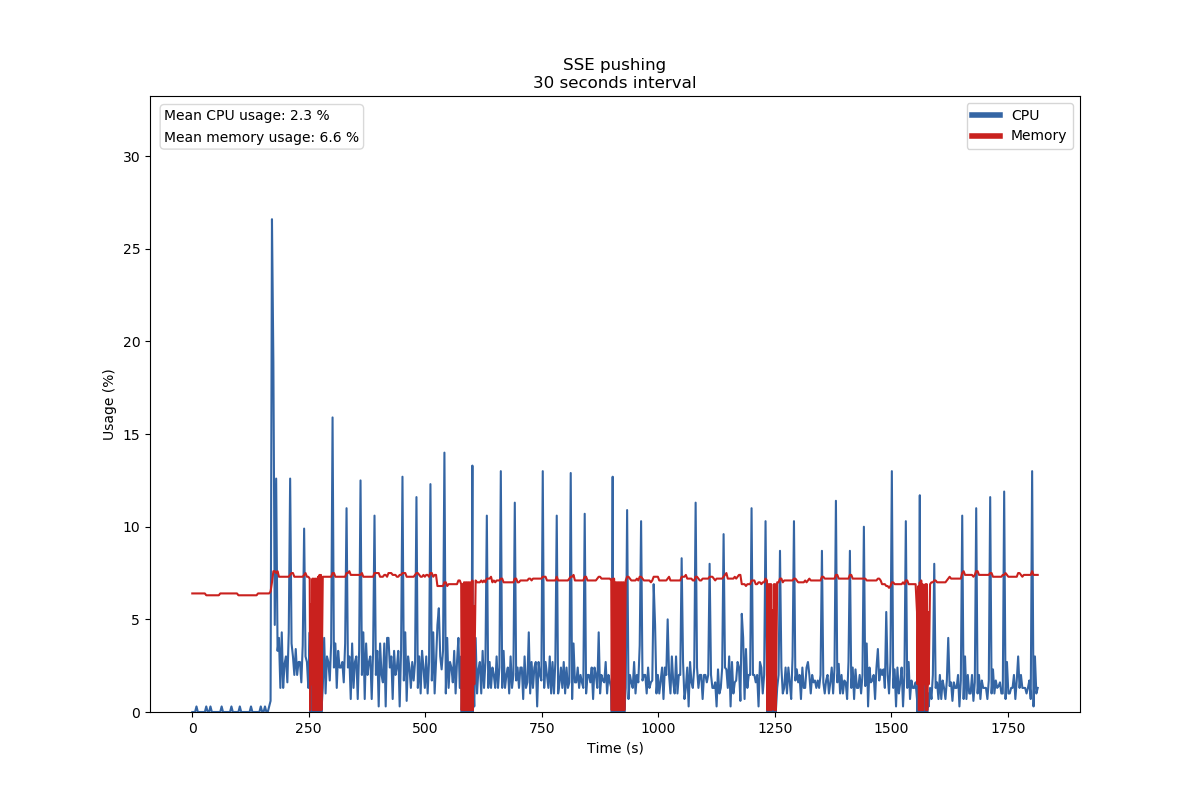 SSE pushing
30 seconds interval
Mean CPU usage: 2.3 %
Mean memory usage: 6.6 %
CPU
Memory
Usage (%)
30
25
20
15
10
5
0
0 250 500 750 1000 1250 1500 1750
Time (s)